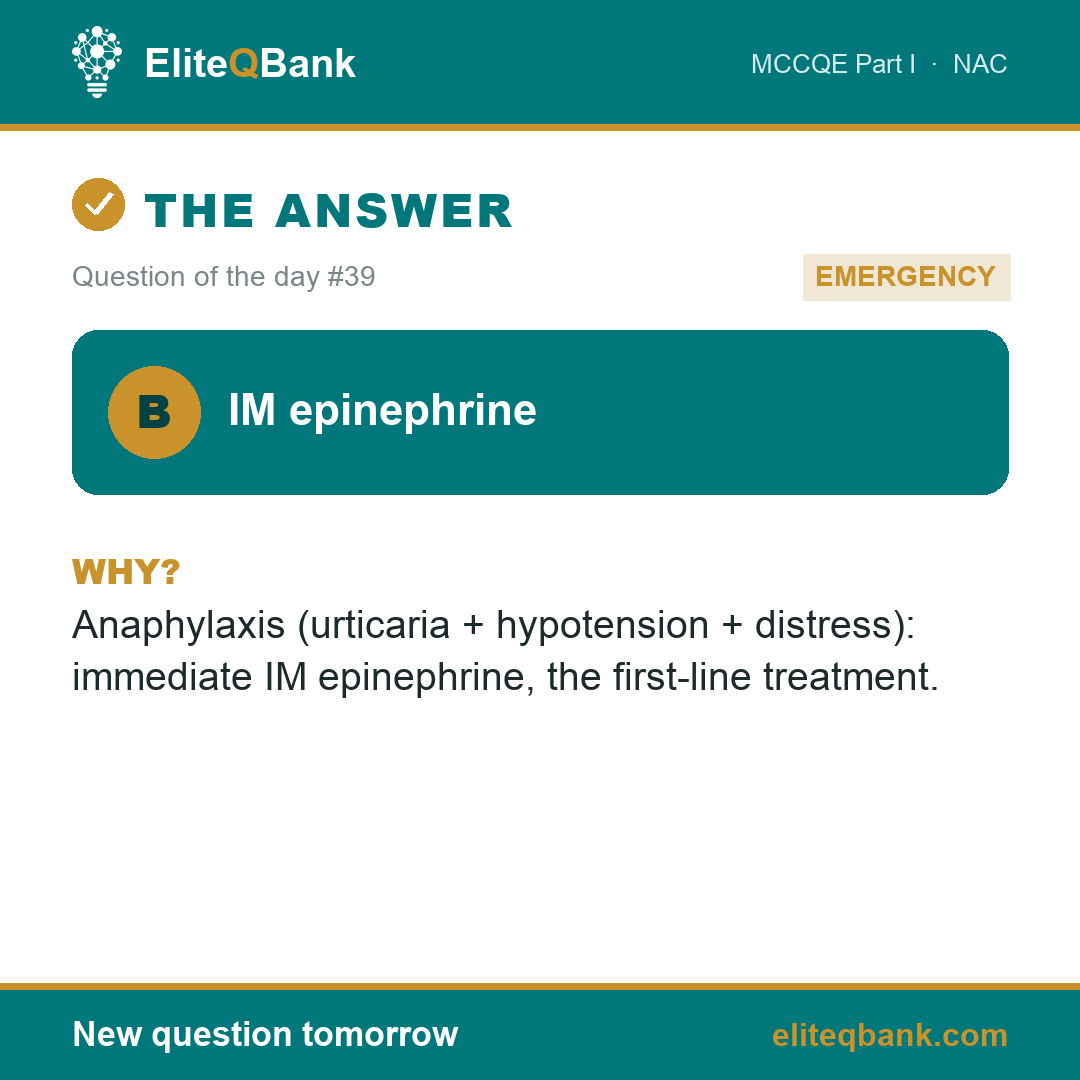 EliteQBank
MCCQE Part I · NAC
THE ANSWER
Question of the day #39
EMERGENCY
B
IM epinephrine
WHY?
Anaphylaxis (urticaria + hypotension + distress):
immediate IM epinephrine, the first-line treatment.
New question tomorrow
eliteqbank.com